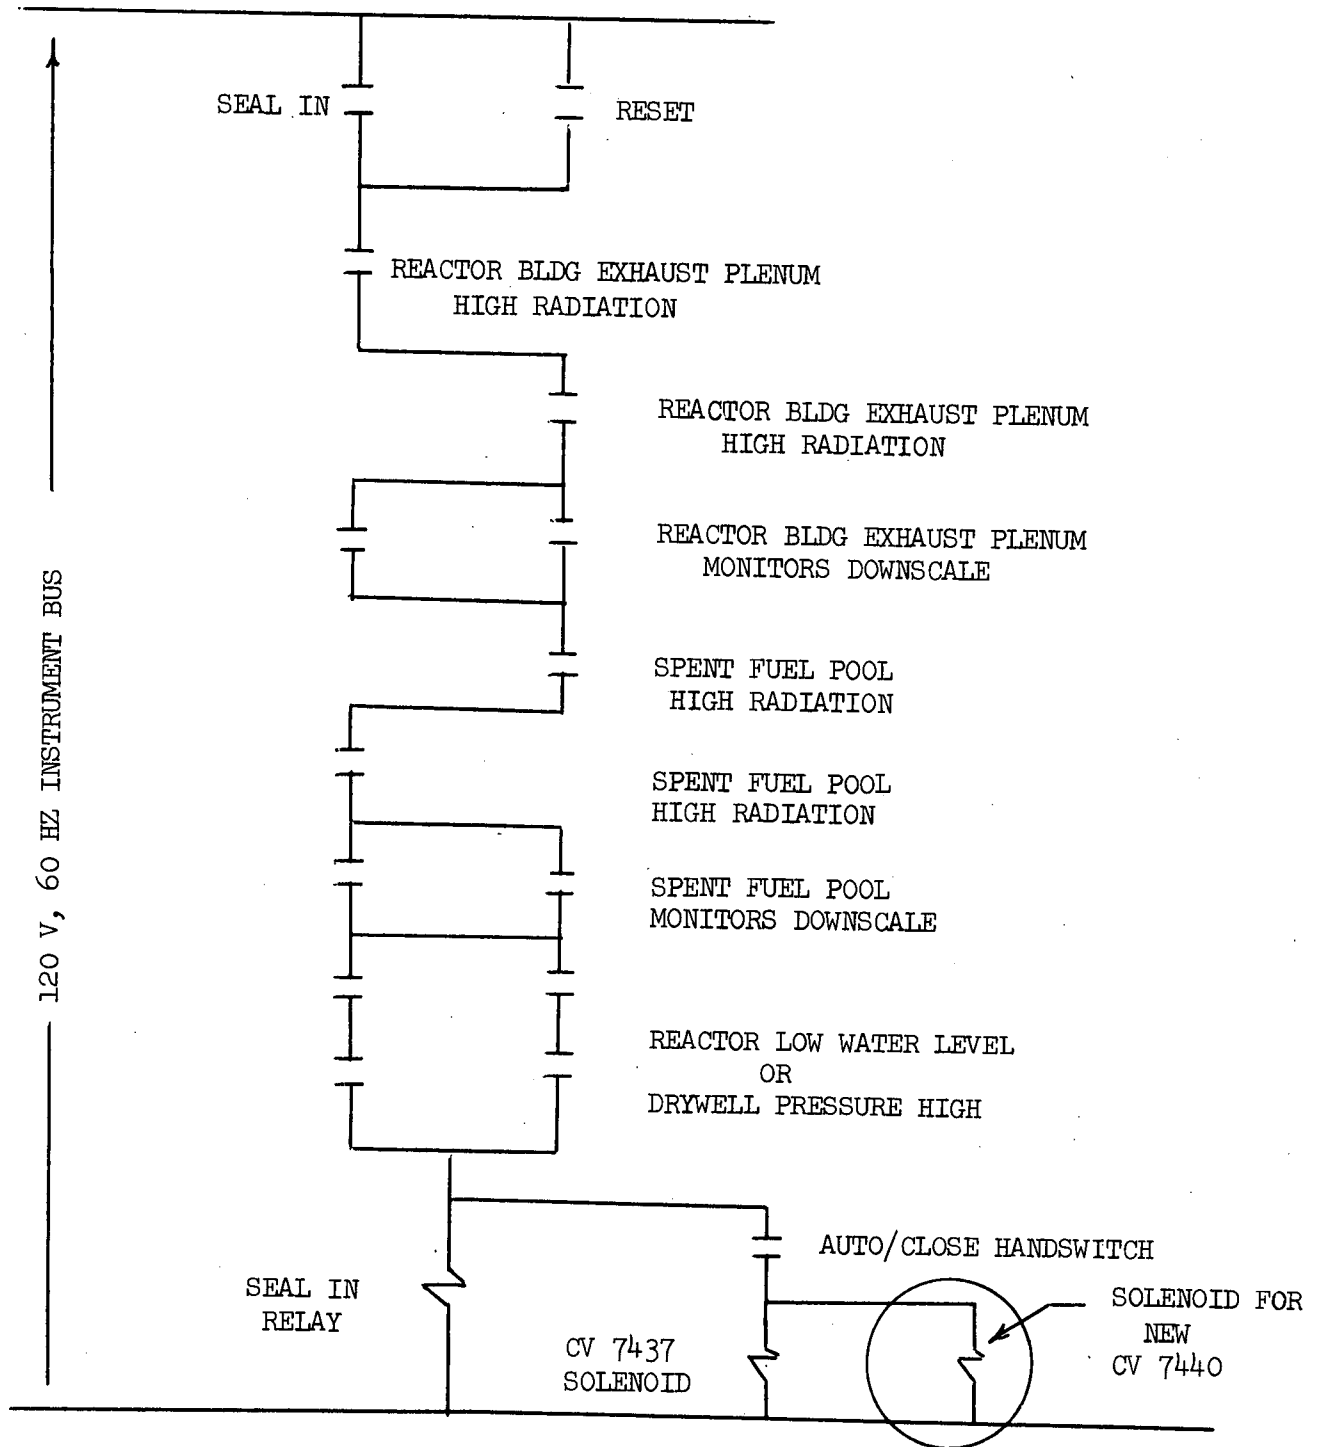 SEAL IN
RESET
REACTOR BLDG EXHAUST PLENUM
HIGH RADIATION
REACTOR BLDG EXHAUST PLENUM
HIGH RADIATION
REACTOR BLDG EXHAUST PLENUM
MONITORS DOWNSCALE
120 V, 60 HZ INSTRUMENT BUS
SPENT FUEL POOL
HIGH RADIATION
SPENT FUEL POOL
HIGH RADIATION
SPENT FUEL POOL
MONITORS DOWNSCALE
REACTOR LOW WATER LEVEL
OR
DRYWELL PRESSURE HIGH
AUTO/CLOSE HANDSWITCH
SEAL IN
RELAY
CV 7437
SOLENOID
SOLENOID FOR
NEW
CV 7440